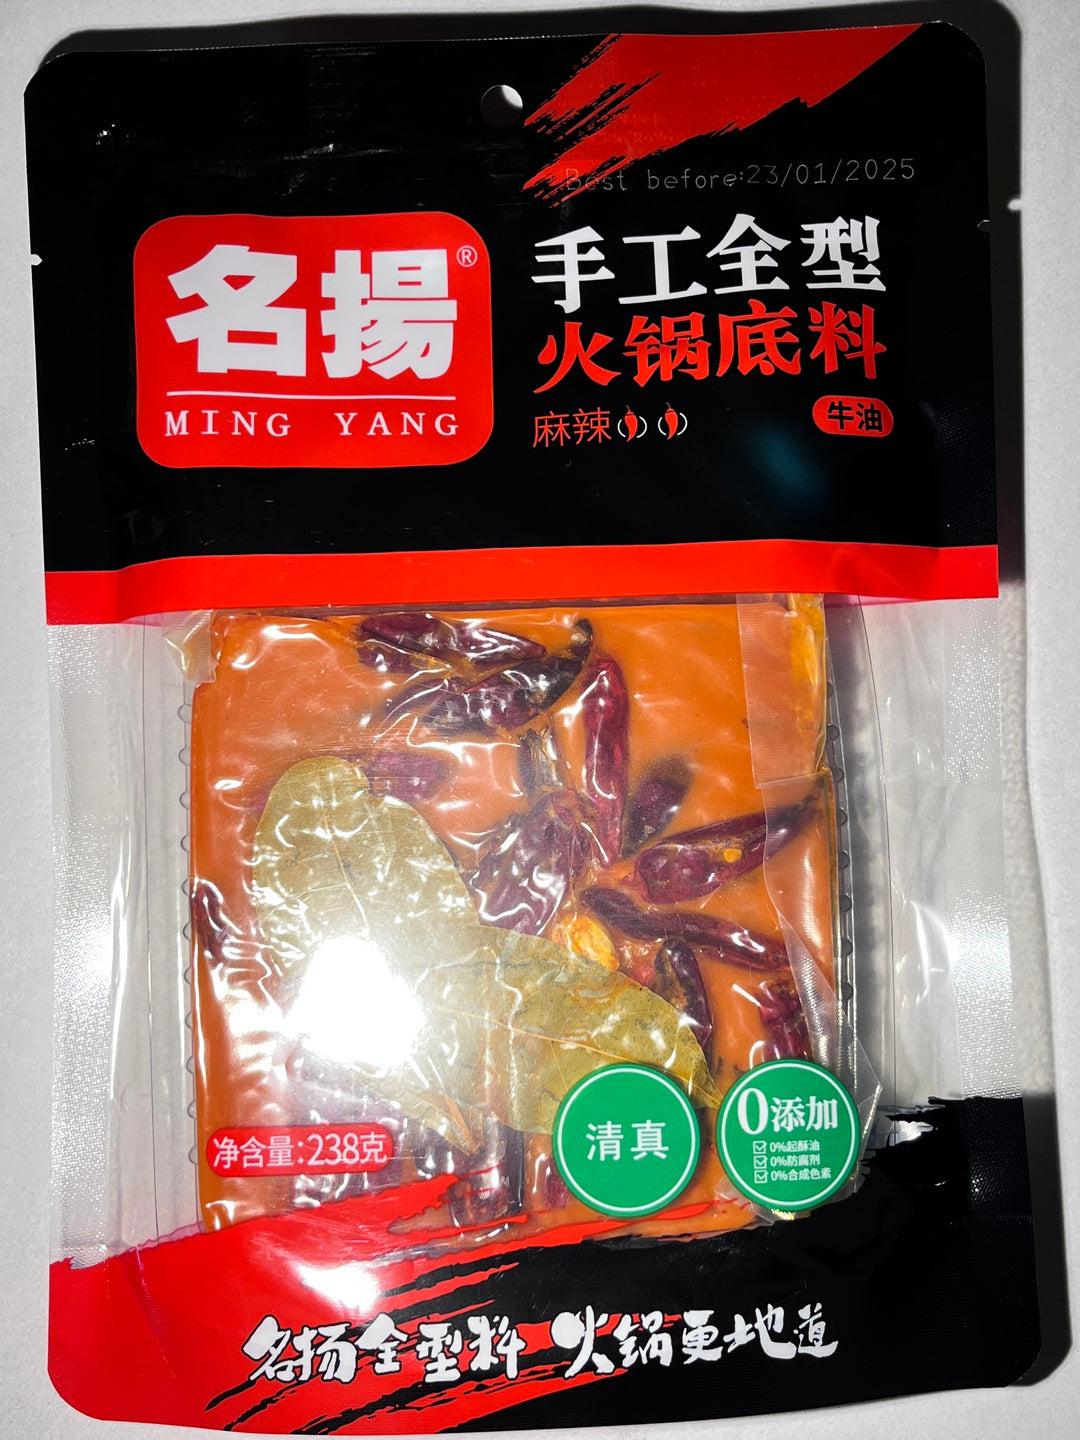 Best before:23/01/2025
名揚®
MING YANG
手工全型
火锅底料
麻辣
牛油
清真
0添加
0%起酥油
0%防腐剂
0%合成色素
净含量:238克
名扬全型料 火锅更地道